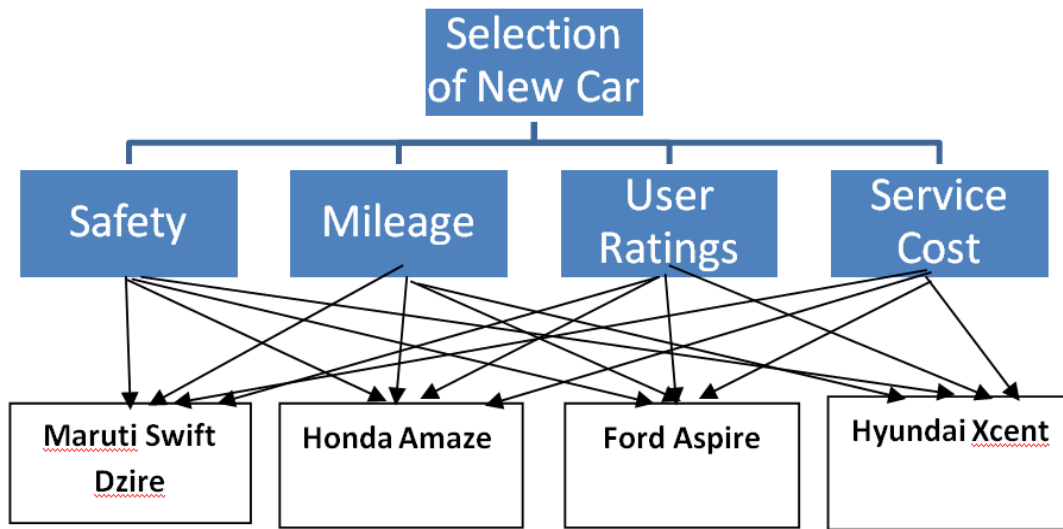 Selection
of New Car
Safety
Mileage
User
Ratings
Service
Cost
Maruti Swift
Dzire
Honda Amaze
Ford Aspire
Hyundai Xcent